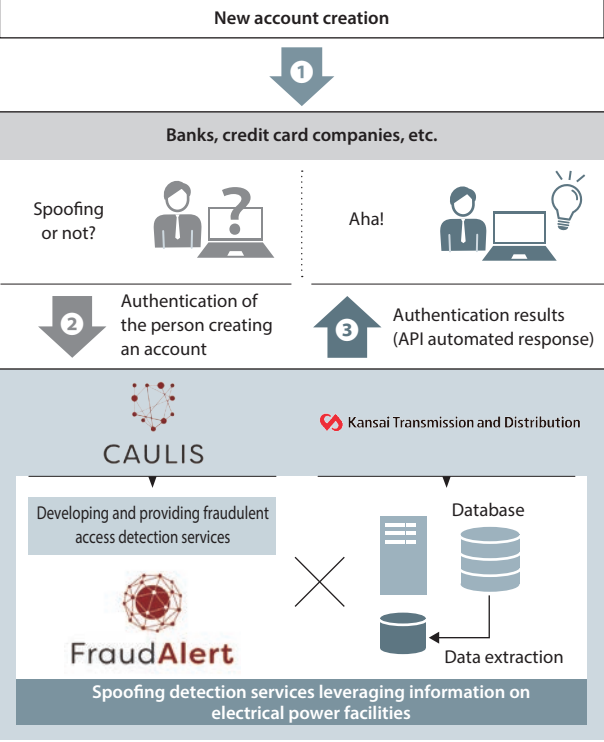 New account creation
1
Banks, credit card companies, etc.
Spoofing
or not?
?
Aha!
2
Authentication of
the person creating
an account
3
Authentication results
(API automated response)
CAULIS
Kansai Transmission and Distribution
Developing and providing fraudulent
access detection services
FraudAlert
Database
Data extraction
Spoofing detection services leveraging information on
electrical power facilities